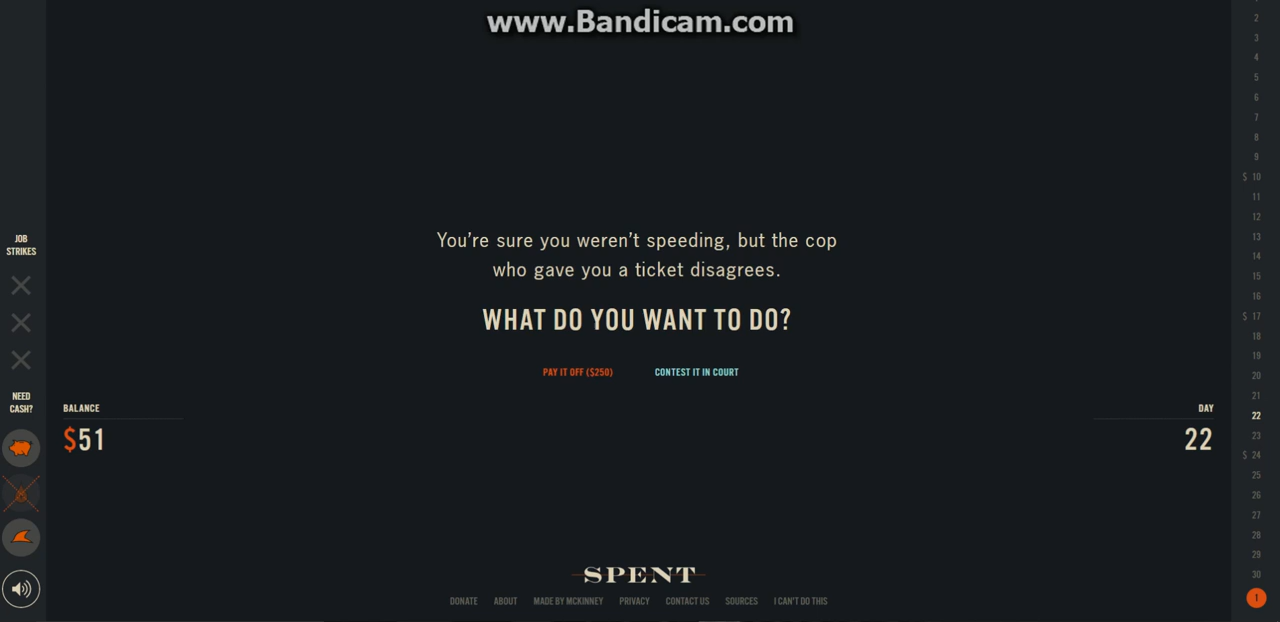 www.Bandicam.com
You're sure you weren't speeding, but the cop
who gave you a ticket disagrees.
WHAT DO YOU WANT TO DO?
PAY IT OFF ($250)
CONTEST IT IN COURT
JOB
STRIKES
NEED
CASH?
BALANCE
$51
DAY
22
2
3
4
5
6
7
8
9
$ 10
11
12
13
14
15
16
$ 17
18
19
20
21
22
23
$ 24
25
26
27
28
29
30
!
SPENT
DONATE
ABOUT
MADE BY MCKINNEY
PRIVACY
CONTACT US
SOURCES
I CAN'T DO THIS